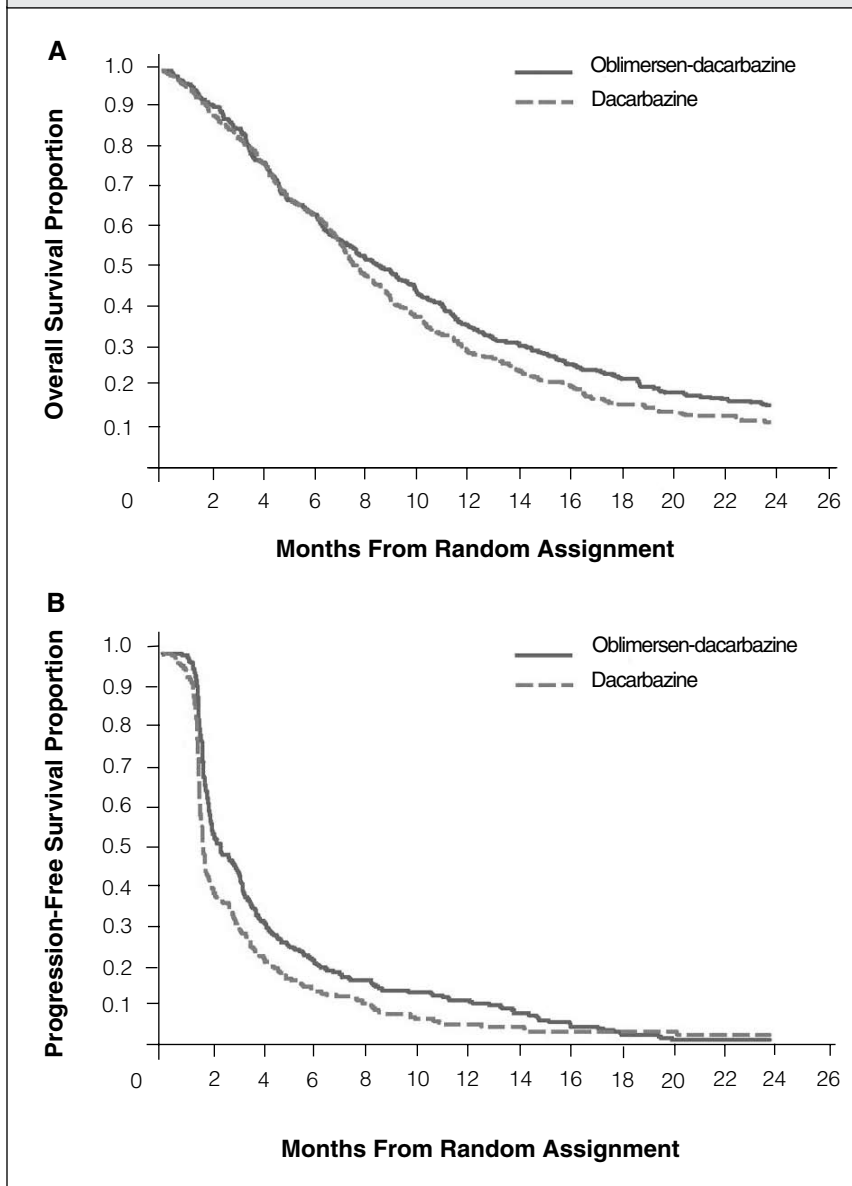 A
1.0
0.9
0.8
0.7
0.6
0.5
0.4
0.3
0.2
0.1
Overall Survival Proportion
Oblimersen-dacarbazine
Dacarbazine
0 2 4 6 8 10 12 14 16 18 20 22 24 26
Months From Random Assignment
B
1.0
0.9
0.8
0.7
0.6
0.5
0.4
0.3
0.2
0.1
Progression-Free Survival Proportion
Oblimersen-dacarbazine
Dacarbazine
0 2 4 6 8 10 12 14 16 18 20 22 24 26
Months From Random Assignment